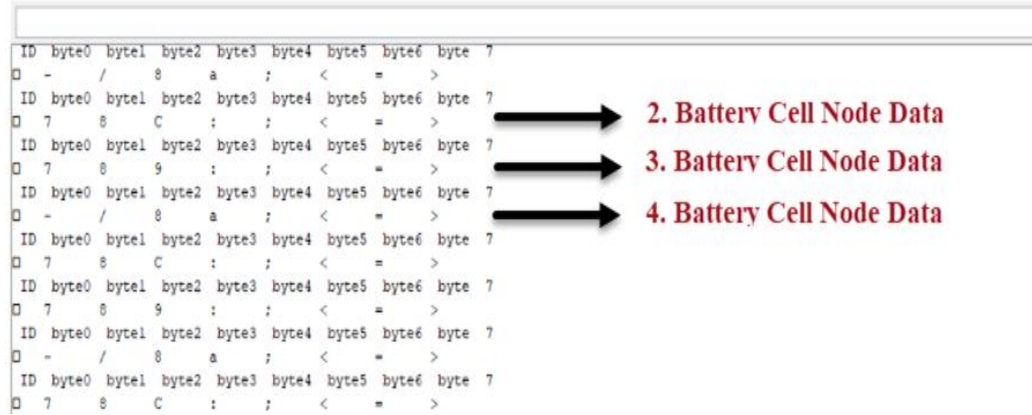 ID byte0 byte1 byte2 byte3 byte4 byte5 byte6 byte 7
□ - / 8 a ; < = >
ID byte0 byte1 byte2 byte3 byte4 byte5 byte6 byte 7
□ 7 8 C : ; < = > 2. Battery Cell Node Data
ID byte0 byte1 byte2 byte3 byte4 byte5 byte6 byte 7
□ 7 8 9 : ; < = > 3. Battery Cell Node Data
ID byte0 byte1 byte2 byte3 byte4 byte5 byte6 byte 7
□ - / 8 a ; < = > 4. Battery Cell Node Data
ID byte0 byte1 byte2 byte3 byte4 byte5 byte6 byte 7
□ 7 8 C : ; < = >
ID byte0 byte1 byte2 byte3 byte4 byte5 byte6 byte 7
□ 7 8 9 : ; < = >
ID byte0 byte1 byte2 byte3 byte4 byte5 byte6 byte 7
□ - / 8 a ; < = >
ID byte0 byte1 byte2 byte3 byte4 byte5 byte6 byte 7
□ 7 8 C : ; < = >